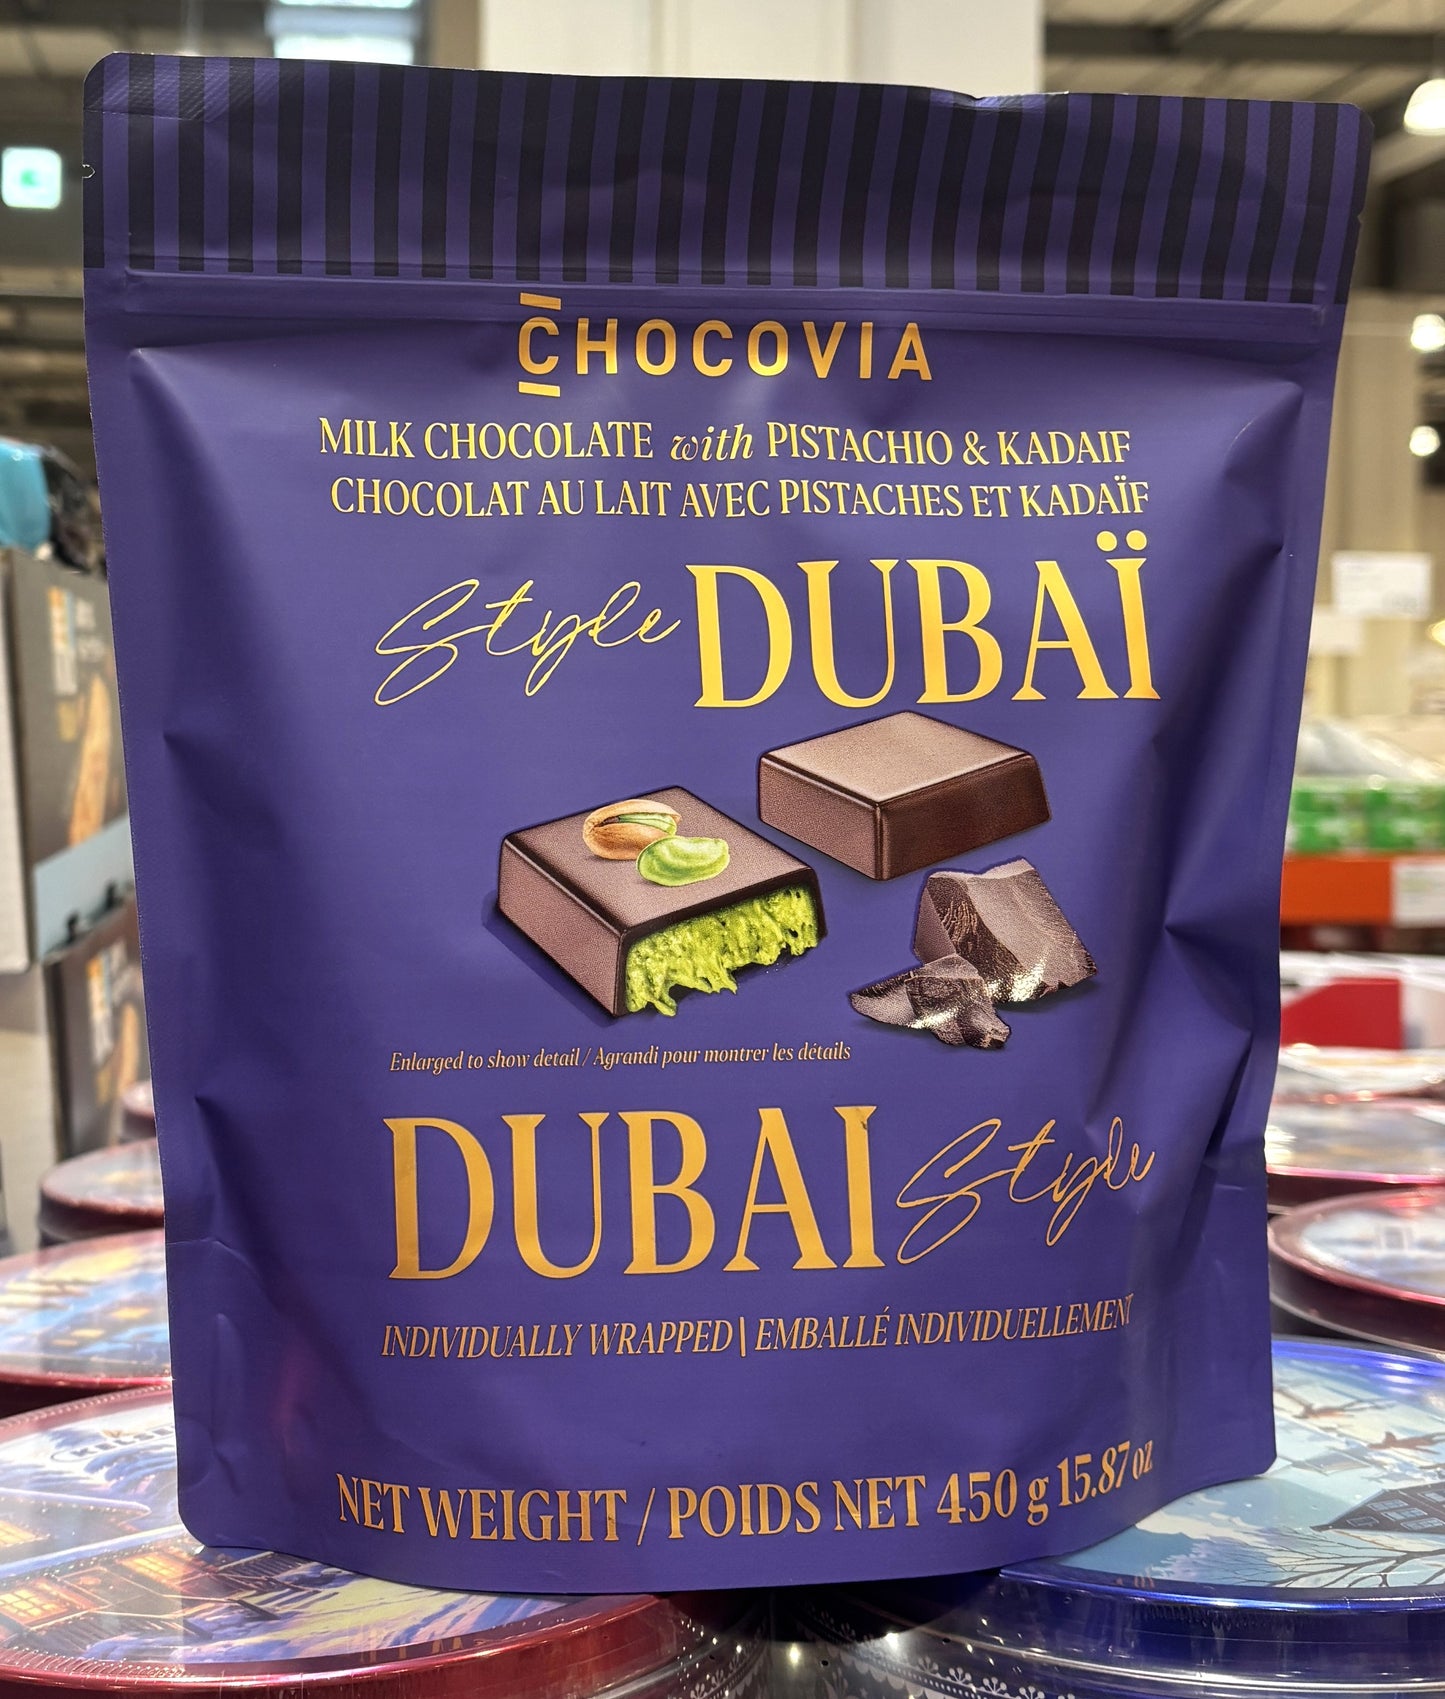 CHOCOVIA
MILK CHOCOLATE with PISTACHIO & KADAIF
CHOCOLAT AU LAIT AVEC PISTACHES ET KADAÏF
Style DUBAÏ
Enlarged to show detail / Agrandi pour montrer les détails
DUBAI Style
INDIVIDUALLY WRAPPED | EMBALLÉ INDIVIDUELLEMENT
NET WEIGHT / POIDS NET 450 g 15.87 oz